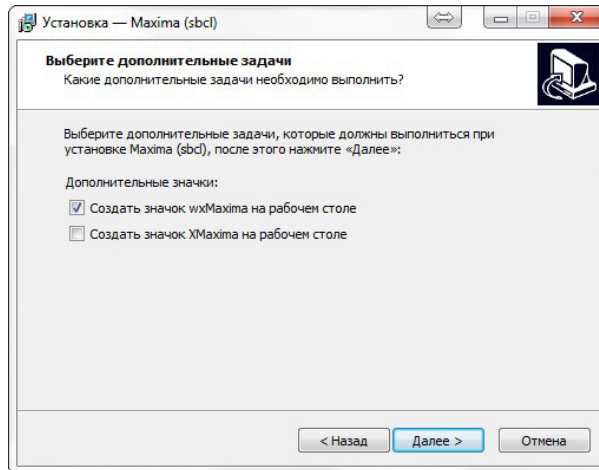 Установка — Maxima (sbcl)
Выберите дополнительные задачи
Какие дополнительные задачи необходимо выполнить?
Выберите дополнительные задачи, которые должны выполниться при
установке Maxima (sbcl), после этого нажмите «Далее»:
Дополнительные значки:
Создать значок wxMaxima на рабочем столе
Создать значок XMaxima на рабочем столе
< Назад
Далее >
Отмена